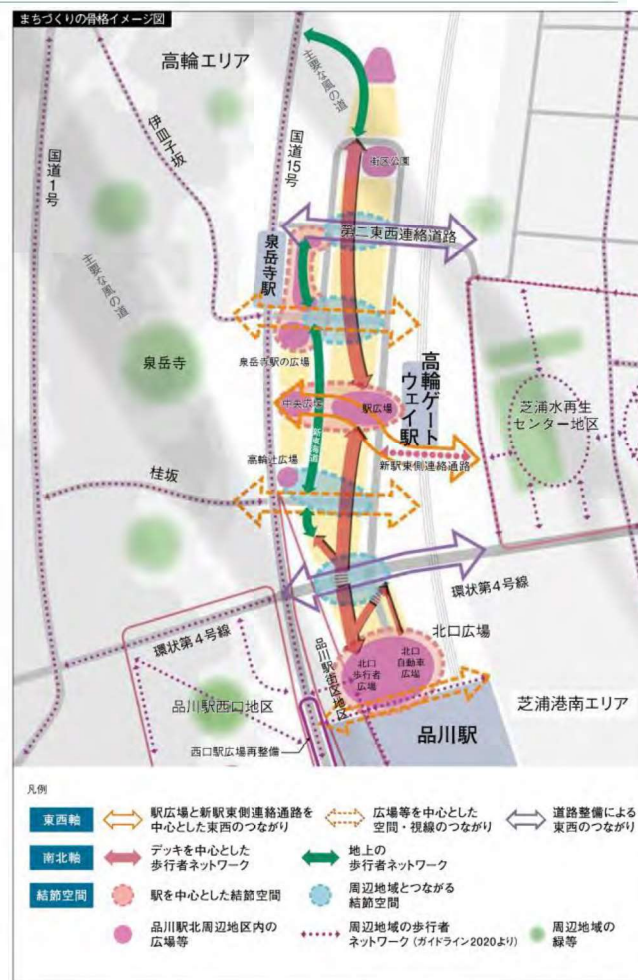 まちづくりの骨格イメージ図
高輪エリア
主要な風の道
伊皿子坂
国道15号
国道1号
街区公園
第二東西連絡道路
泉岳寺駅
主要な風の道
泉岳寺
泉岳寺駅の広場
高輪ゲート
ウェイ駅
中央広場
駅広場
芝浦水再生
センター地区
新東海道
高輪辻広場
新駅東側連絡通路
桂坂
環状第4号線
環状第4号線
北口広場
北口
歩行者
広場
北口
自動車
広場
品川駅街区地区
品川駅西口地区
芝浦港南エリア
品川駅
西口駅広場再整備
凡例
東西軸
駅広場と新駅東側連絡通路を
中心とした東西のつながり
広場等を中心とした
空間・視線のつながり
道路整備による
東西のつながり
南北軸
デッキを中心とした
歩行者ネットワーク
地上の
歩行者ネットワーク
結節空間
駅を中心とした結節空間
周辺地域とつながる
結節空間
品川駅北周辺地区内の
広場等
周辺地域の歩行者
ネットワーク(ガイドライン2020より)
周辺地域の
緑等